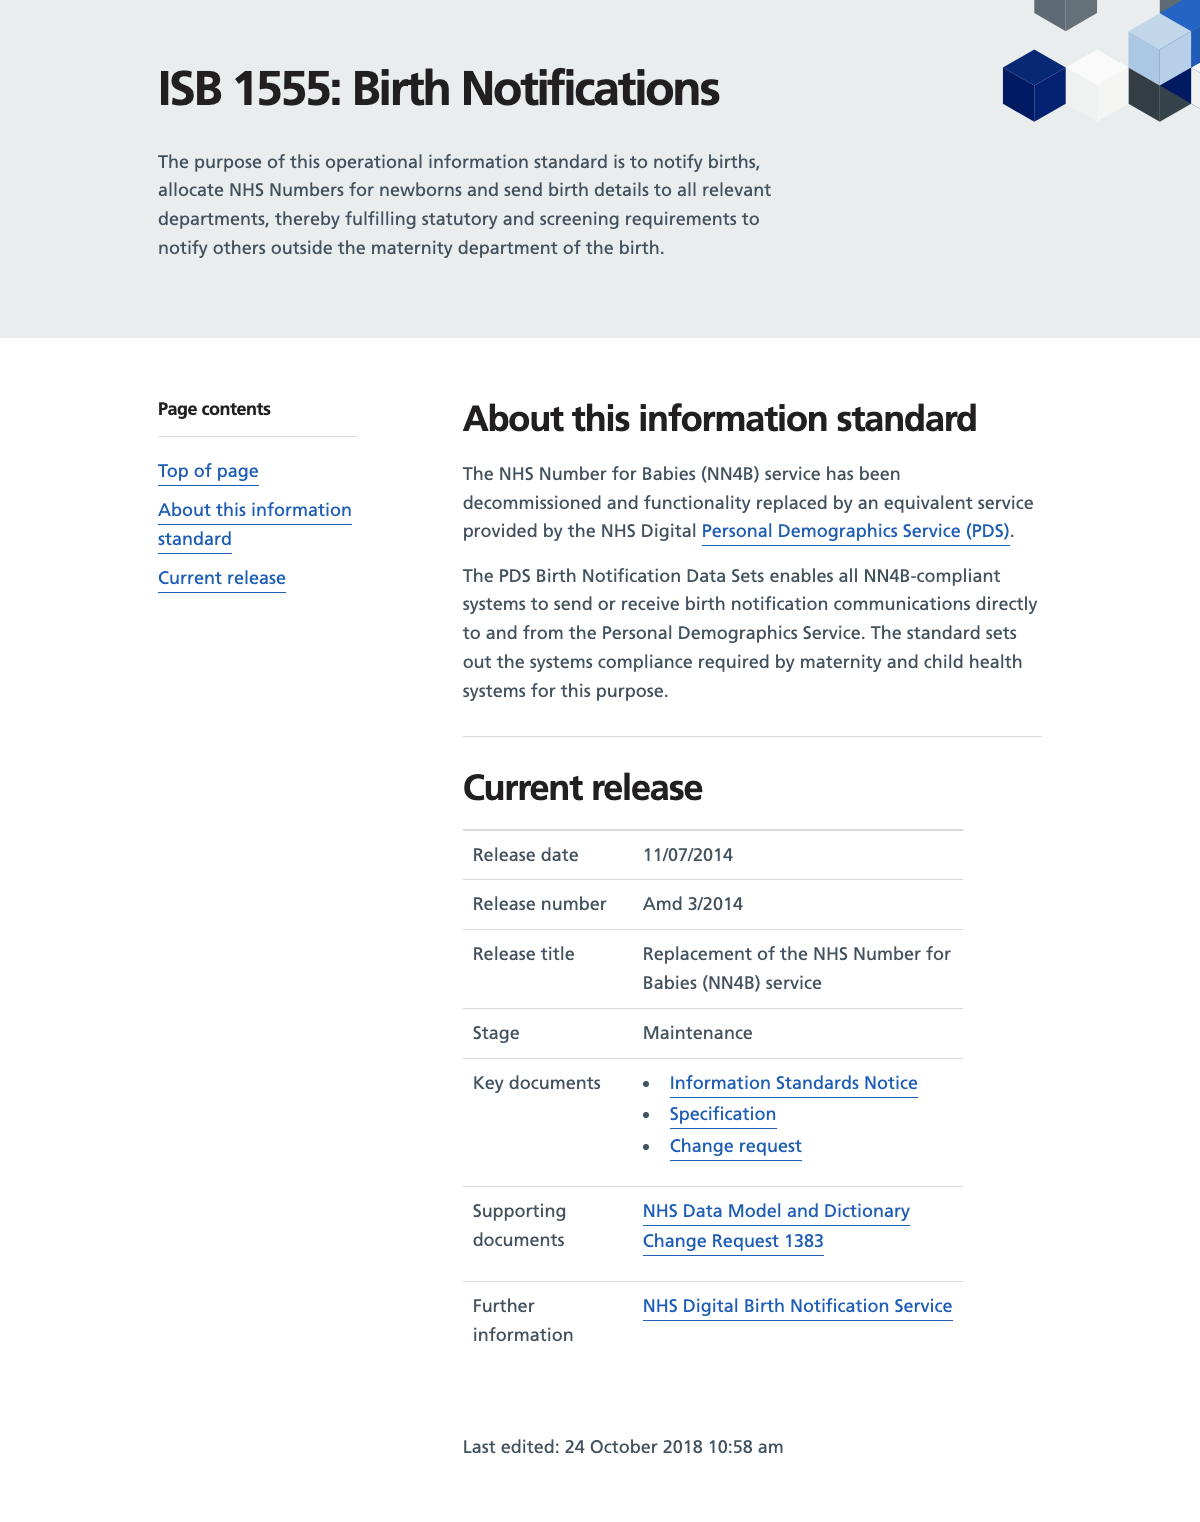 ISB 1555: Birth Notifications
The purpose of this operational information standard is to notify births,
allocate NHS Numbers for newborns and send birth details to all relevant
departments, thereby fulfilling statutory and screening requirements to
notify others outside the maternity department of the birth.
Page contents
Top of page
About this information
standard
Current release
About this information standard
The NHS Number for Babies (NN4B) service has been
decommissioned and functionality replaced by an equivalent service
provided by the NHS Digital Personal Demographics Service (PDS).
The PDS Birth Notification Data Sets enables all NN4B-compliant
systems to send or receive birth notification communications directly
to and from the Personal Demographics Service. The standard sets
out the systems compliance required by maternity and child health
systems for this purpose.
Current release
Release date 11/07/2014
Release number Amd 3/2014
Release title Replacement of the NHS Number for
Babies (NN4B) service
Stage Maintenance
Key documents • Information Standards Notice
• Specification
• Change request
Supporting NHS Data Model and Dictionary
documents Change Request 1383
Further NHS Digital Birth Notification Service
information
Last edited: 24 October 2018 10:58 am